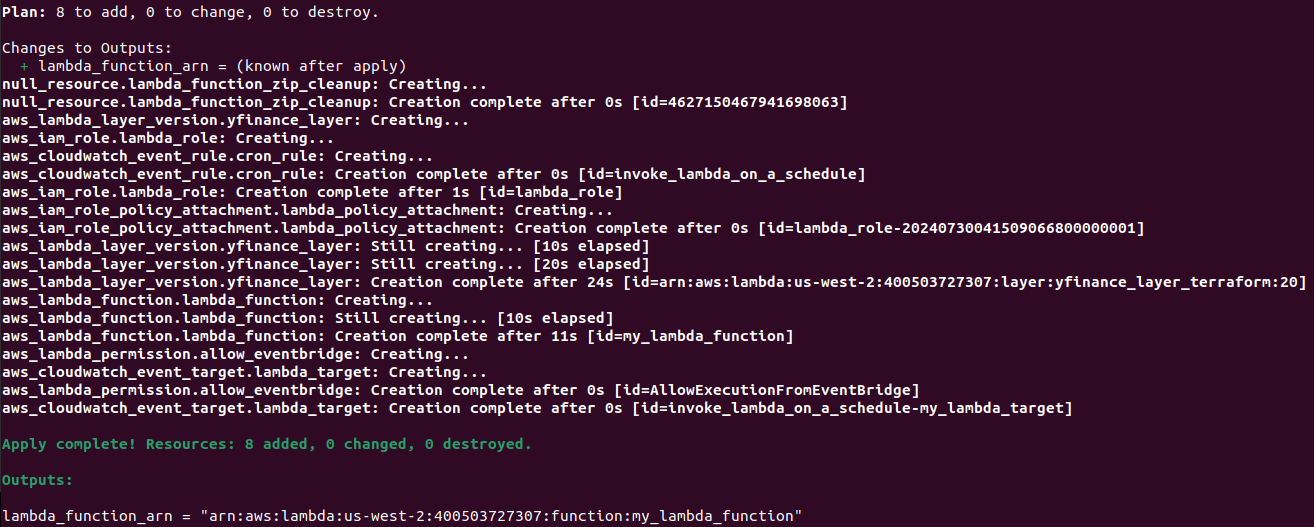 Plan: 8 to add, 0 to change, 0 to destroy.
Changes to Outputs:
+ lambda_function_arn = (known after apply)
null_resource.lambda_function_zip_cleanup: Creating...
null_resource.lambda_function_zip_cleanup: Creation complete after 0s [id=4627150467941698063]
aws_lambda_layer_version.yfinance_layer: Creating...
aws_iam_role.lambda_role: Creating...
aws_cloudwatch_event_rule.cron_rule: Creating...
aws_cloudwatch_event_rule.cron_rule: Creation complete after 0s [id=invoke_lambda_on_a_schedule]
aws_iam_role.lambda_role: Creation complete after 1s [id=lambda_role]
aws_iam_role_policy_attachment.lambda_policy_attachment: Creating...
aws_iam_role_policy_attachment.lambda_policy_attachment: Creation complete after 0s [id=lambda_role-20240730041509066800000001]
aws_lambda_layer_version.yfinance_layer: Still creating... [10s elapsed]
aws_lambda_layer_version.yfinance_layer: Still creating... [20s elapsed]
aws_lambda_layer_version.yfinance_layer: Creation complete after 24s [id=arn:aws:lambda:us-west-2:400503727307:layer:yfinance_layer_terraform:20]
aws_lambda_function.lambda_function: Creating...
aws_lambda_function.lambda_function: Still creating... [10s elapsed]
aws_lambda_function.lambda_function: Creation complete after 11s [id=my_lambda_function]
aws_lambda_permission.allow_eventbridge: Creating...
aws_cloudwatch_event_target.lambda_target: Creating...
aws_lambda_permission.allow_eventbridge: Creation complete after 0s [id=AllowExecutionFromEventBridge]
aws_cloudwatch_event_target.lambda_target: Creation complete after 0s [id=invoke_lambda_on_a_schedule-my_lambda_target]
Apply complete! Resources: 8 added, 0 changed, 0 destroyed.
Outputs:
lambda_function_arn = "arn:aws:lambda:us-west-2:400503727307:function:my_lambda_function"